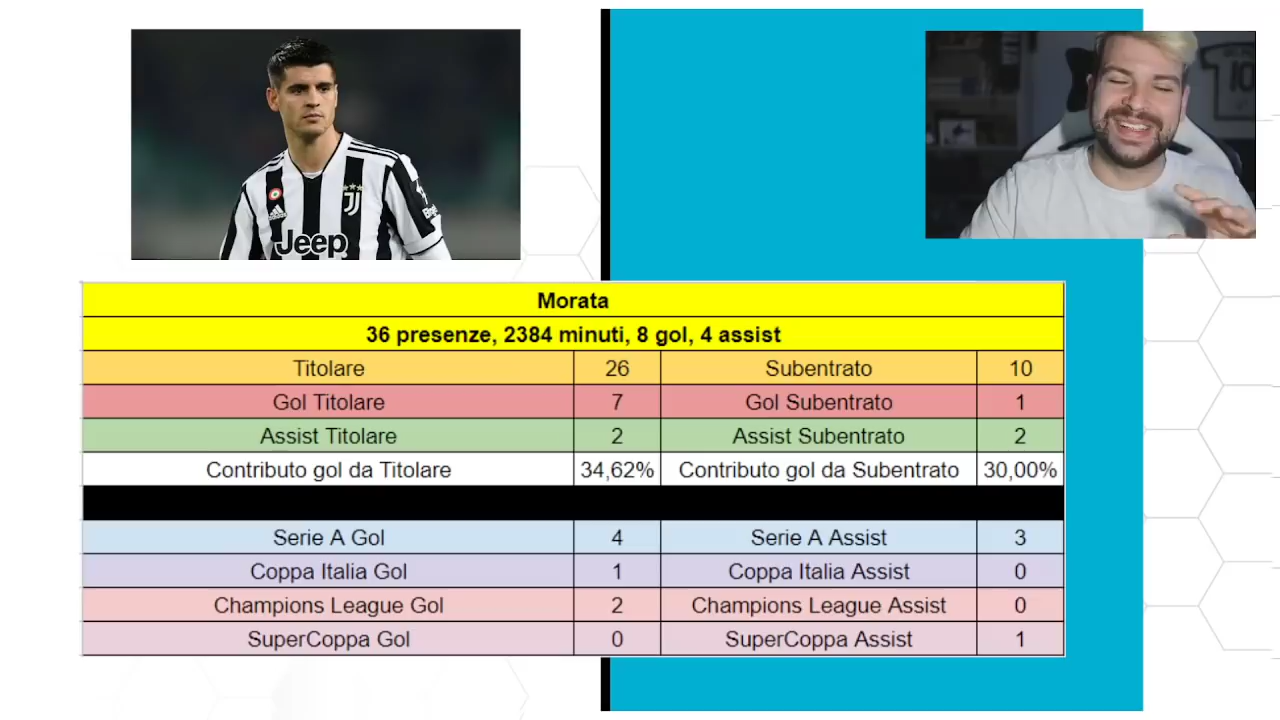 Jeep
10
Morata
36 presenze, 2384 minuti, 8 gol, 4 assist
Titolare 26 Subentrato 10
Gol Titolare 7 Gol Subentrato 1
Assist Titolare 2 Assist Subentrato 2
Contributo gol da Titolare 34,62% Contributo gol da Subentrato 30,00%
Serie A Gol 4 Serie A Assist 3
Coppa Italia Gol 1 Coppa Italia Assist 0
Champions League Gol 2 Champions League Assist 0
SuperCoppa Gol 0 SuperCoppa Assist 1